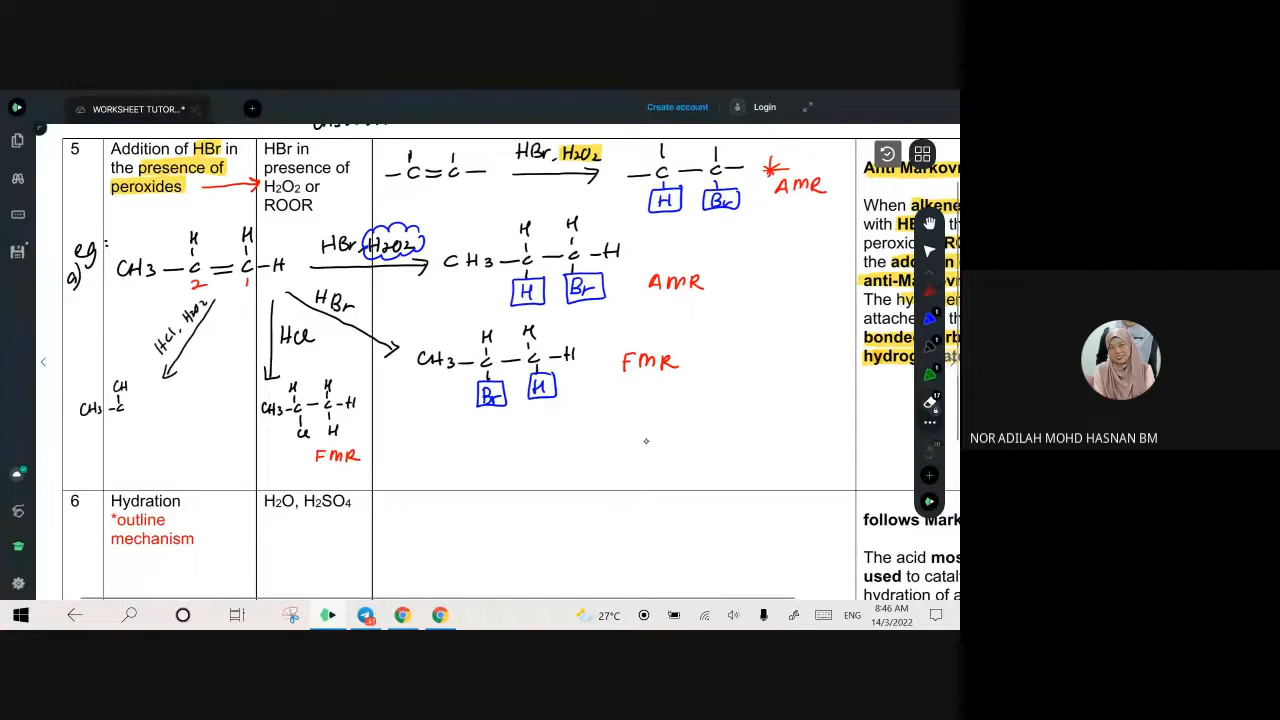 WORKSHEET TUTOR...*
Create account
Login
5
Addition of HBr in
the presence of
peroxides
HBr in
presence of
H2O2 or
ROOR
C = C
HBr, H2O2
C — C
H
Br
* AMR
Anti Markovn
When alkene
with HB
peroxi
the add
anti-Markov
attache
bonded
hydrog
eg:
a)
H H
CH3 — C = C — H
2 1
HBr, H2O2
H H
CH3 — C — C — H
H Br
AMR
HBr
H H
CH3 — C — C — H
Br H
FMR
HCl
H H
CH3 — C — C — H
Cl H
FMR
HCl, H2O2
CH
CH3 — C
6
Hydration
*outline
mechanism
H2O, H2SO4
follows Mark
The acid mos
used to catal
hydration of a
NOR ADILAH MOHD HASNAN BM
27°C
ENG
8:46 AM
14/3/2022